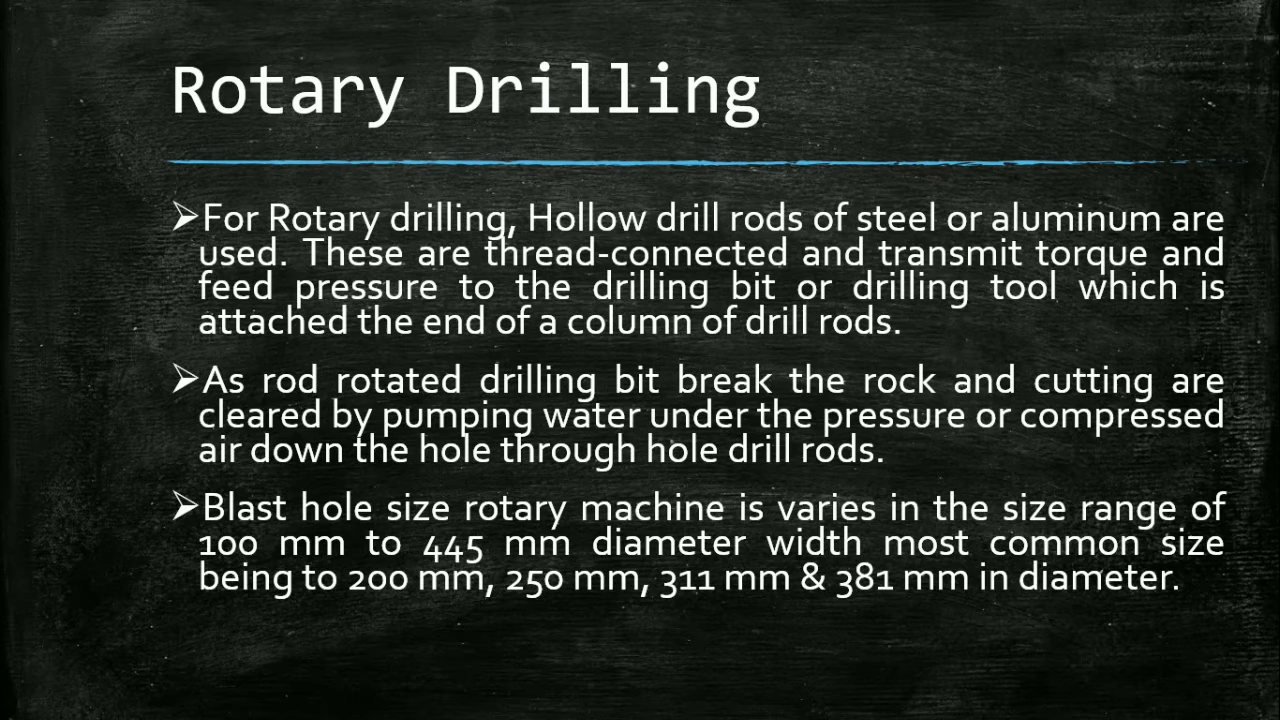 Rotary Drilling
➢For Rotary drilling, Hollow drill rods of steel or aluminum are
used. These are thread-connected and transmit torque and
feed pressure to the drilling bit or drilling tool which is
attached the end of a column of drill rods.
➢As rod rotated drilling bit break the rock and cutting are
cleared by pumping water under the pressure or compressed
air down the hole through hole drill rods.
➢Blast hole size rotary machine is varies in the size range of
100 mm to 445 mm diameter width most common size
being to 200 mm, 250 mm, 311 mm & 381 mm in diameter.